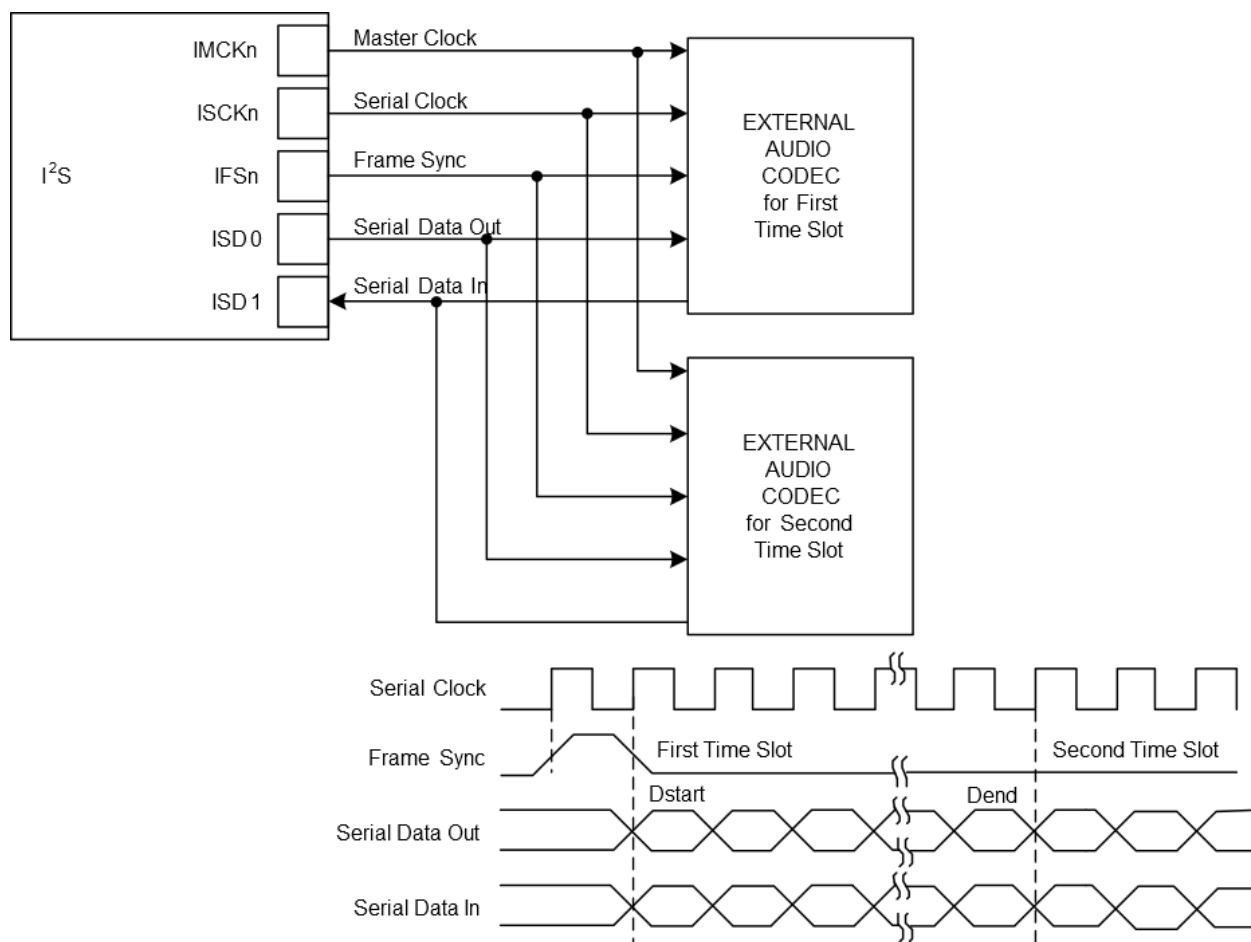 IMCKn
Master Clock
ISCKn
Serial Clock
I²S
IFSn
Frame Sync
ISD0
Serial Data Out
ISD1
Serial Data In
EXTERNAL
AUDIO
CODEC
for First
Time Slot
EXTERNAL
AUDIO
CODEC
for Second
Time Slot
Serial Clock
Frame Sync
First Time Slot
Second Time Slot
Dstart
Dend
Serial Data Out
Serial Data In